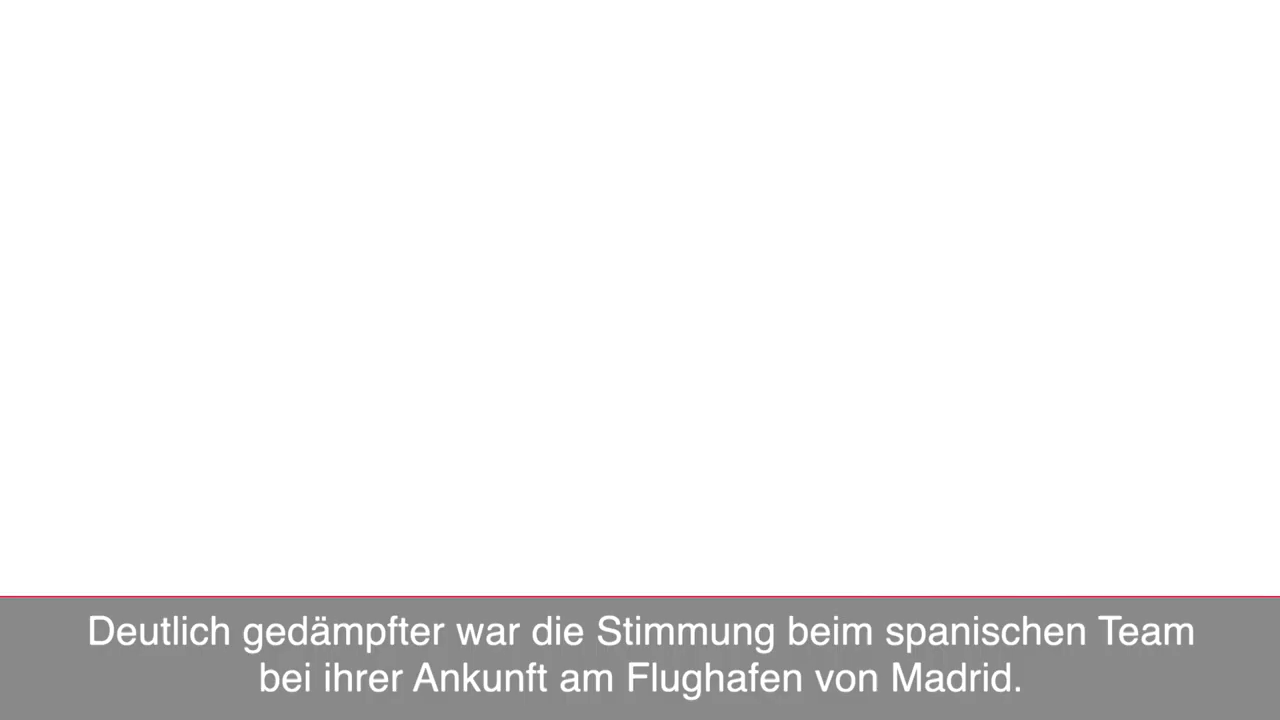 Deutlich gedämpfter war die Stimmung beim spanischen Team
bei ihrer Ankunft am Flughafen von Madrid.